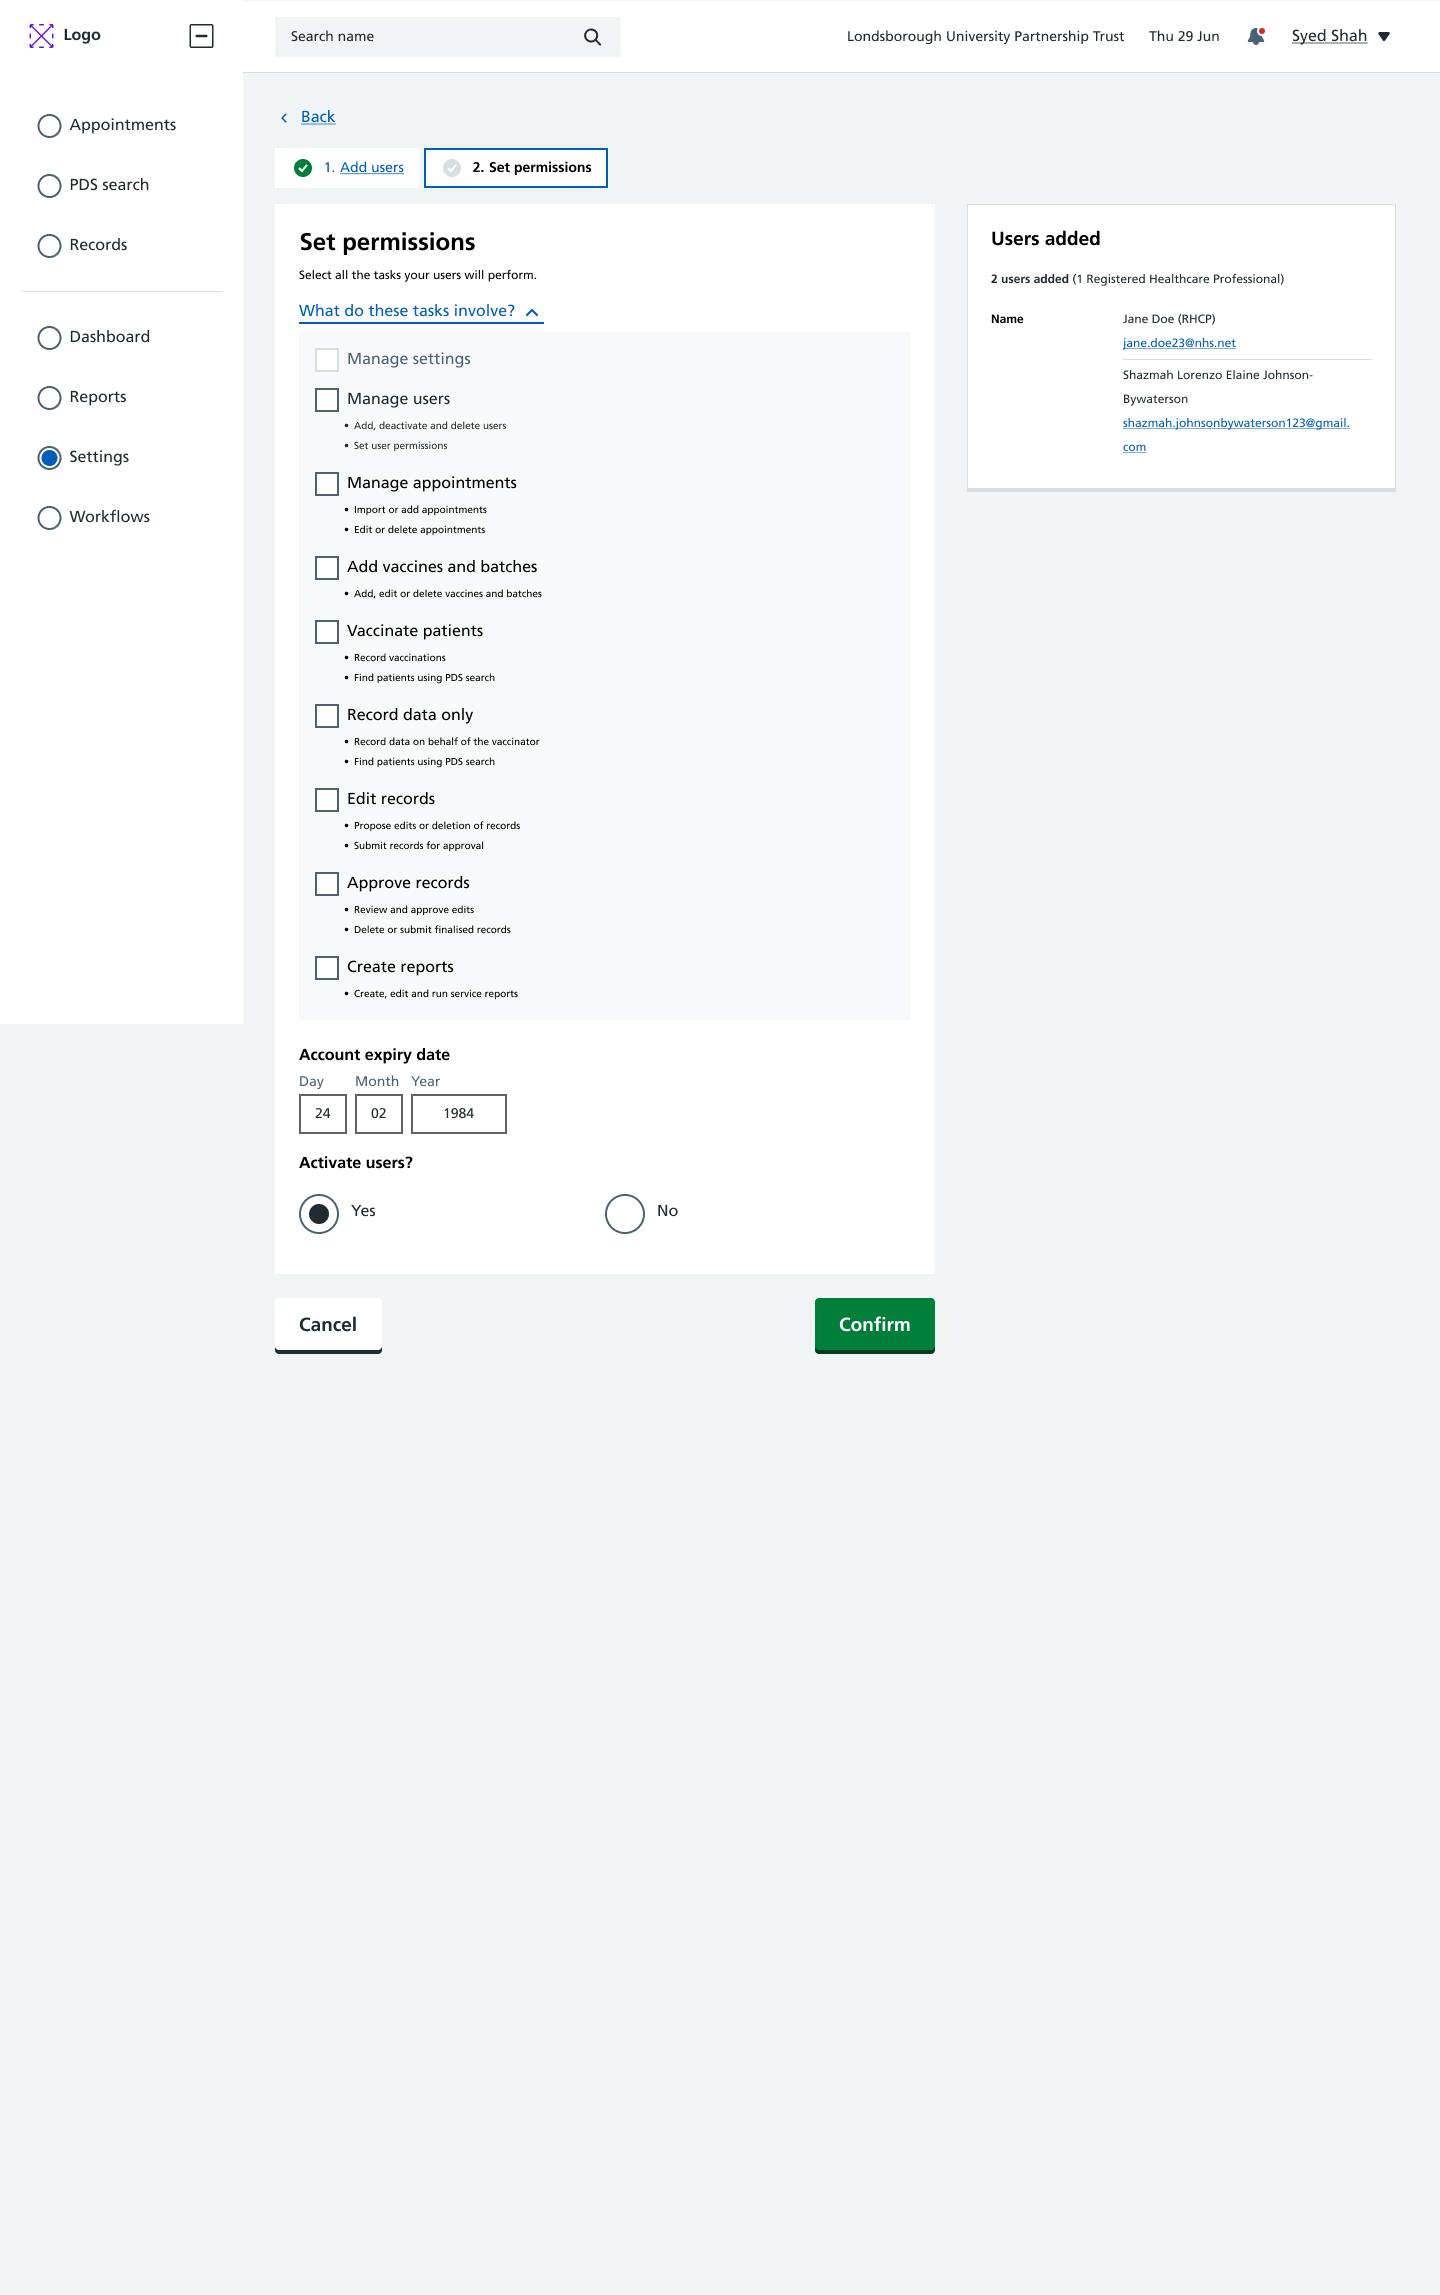 Logo
Search name
Londsborough University Partnership Trust
Thu 29 Jun
Syed Shah
Appointments
PDS search
Records
Dashboard
Reports
Settings
Workflows
Back
1. Add users
2. Set permissions
Set permissions
Select all the tasks your users will perform.
What do these tasks involve?
Manage settings
Manage users
• Add, deactivate and delete users
• Set user permissions
Manage appointments
• Import or add appointments
• Edit or delete appointments
Add vaccines and batches
• Add, edit or delete vaccines and batches
Vaccinate patients
• Record vaccinations
• Find patients using PDS search
Record data only
• Record data on behalf of the vaccinator
• Find patients using PDS search
Edit records
• Propose edits or deletion of records
• Submit records for approval
Approve records
• Review and approve edits
• Delete or submit finalised records
Create reports
• Create, edit and run service reports
Account expiry date
Day Month Year
24 02 1984
Activate users?
Yes No
Cancel
Confirm
Users added
2 users added (1 Registered Healthcare Professional)
Name
Jane Doe (RHCP)
jane.doe23@nhs.net
Shazmah Lorenzo Elaine Johnson-
Bywaterson
shazmah.johnsonbywaterson123@gmail.
com